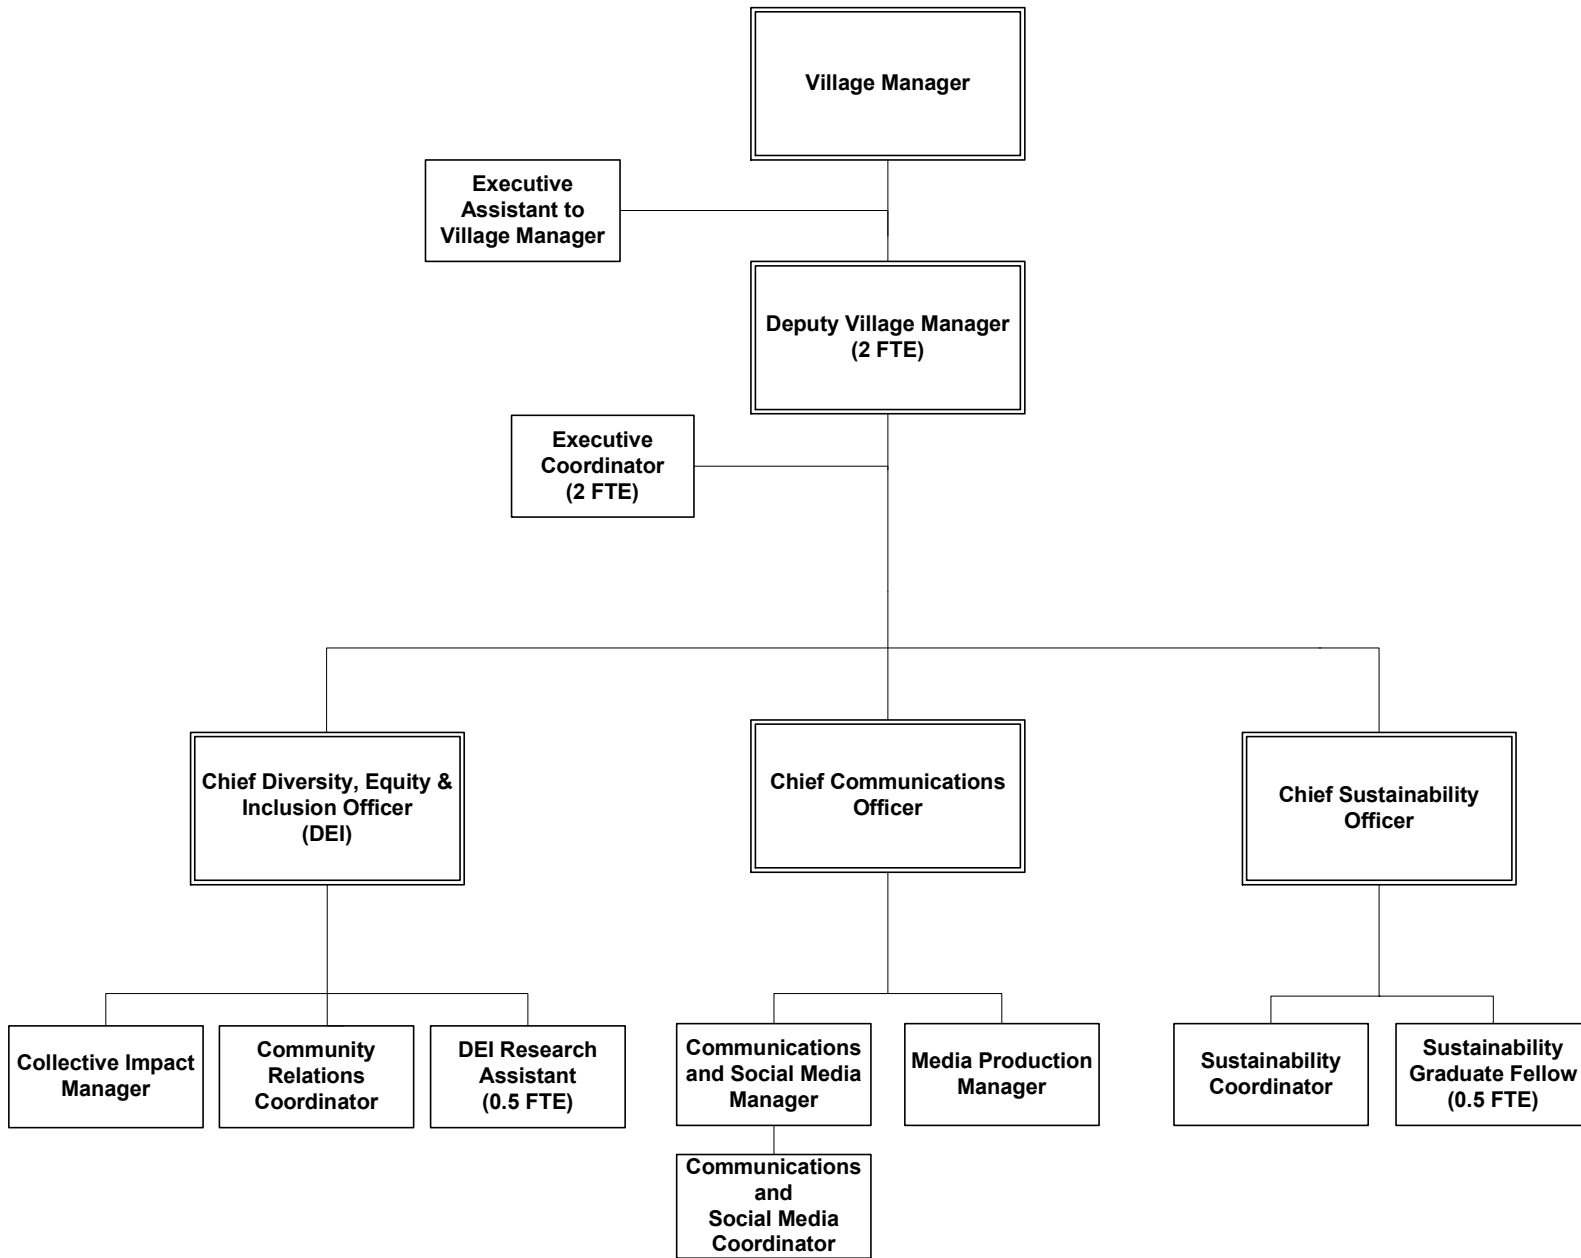 Village Manager
Executive
Assistant to
Village Manager
Deputy Village Manager
(2 FTE)
Executive
Coordinator
(2 FTE)
Chief Diversity, Equity &
Inclusion Officer
(DEI)
Chief Communications
Officer
Chief Sustainability
Officer
Collective Impact
Manager
Community
Relations
Coordinator
DEI Research
Assistant
(0.5 FTE)
Communications
and Social Media
Manager
Media Production
Manager
Sustainability
Coordinator
Sustainability
Graduate Fellow
(0.5 FTE)
Communications
and
Social Media
Coordinator